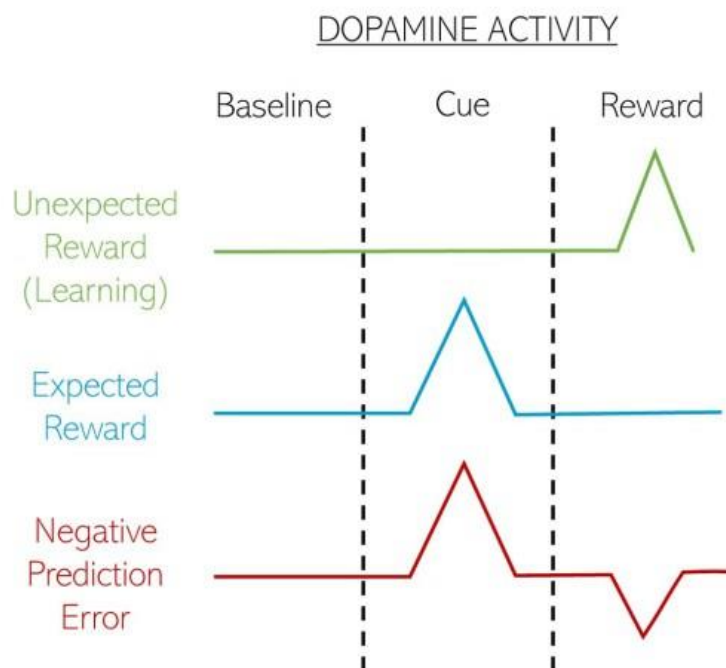 DOPAMINE ACTIVITY
Baseline
Cue
Reward
Unexpected
Reward
(Learning)
Expected
Reward
Negative
Prediction
Error